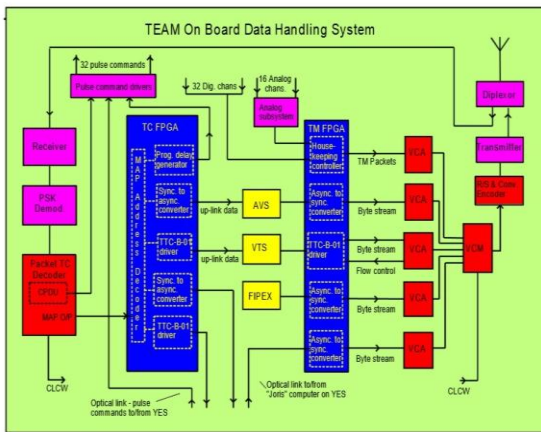 TEAM On Board Data Handling System
32 pulse commands
Pulse command drivers
32 Dig. chans
16 Analog
chans.
Analog
subsystem
Diplexor
Receiver
PSK
Demod.
Packet TC
Decoder
CPDU
MAP O/P
CLCW
TC FPGA
MAP Address Decoder
Prog. delay
generator
Sync to
async.
converter
TTC-B-01
driver
Sync to
async.
converter
TTC-B-01
driver
up-link data
up-link data
AVS
VTS
FIPEX
TM FPGA
House-
keeping
controller
Async. to
sync.
converter
TTC-B-01
driver
Async. to
sync.
converter
Async. to
sync.
converter
TM Packets
Byte stream
Byte stream
Flow control
Byte stream
Byte stream
VCA
VCA
VCA
VCA
VCA
VCM
Transmitter
R/S & Conv.
Encoder
CLCW
Optical link - pulse
commands to/from YES
Optical link to/from
"Joris" computer on YES